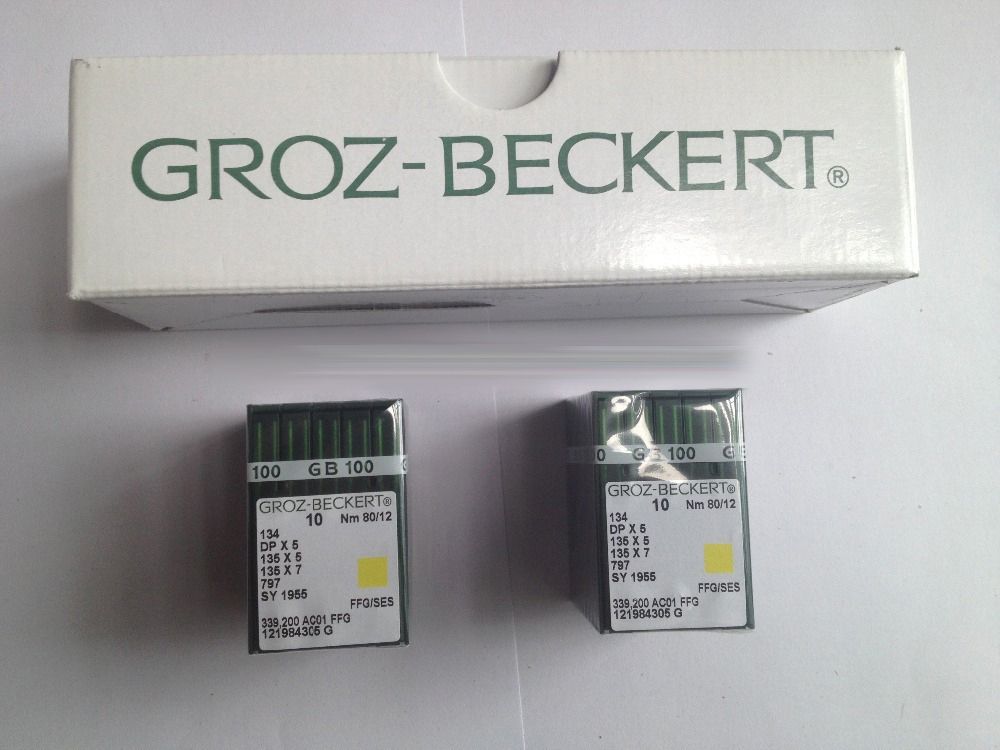 GROZ-BECKERT®
100 GB 100
GROZ-BECKERT®
10 Nm 80/12
134
DP X 5
135 X 5
135 X 7
797
SY 1955
FFG/SES
339,200 AC01 FFG
121984305 G
GB 100
GROZ-BECKERT®
10 Nm 80/12
134
DP X 5
135 X 5
135 X 7
797
SY 1955
FFG/SES
339,200 AC01 FFG
121984305 G